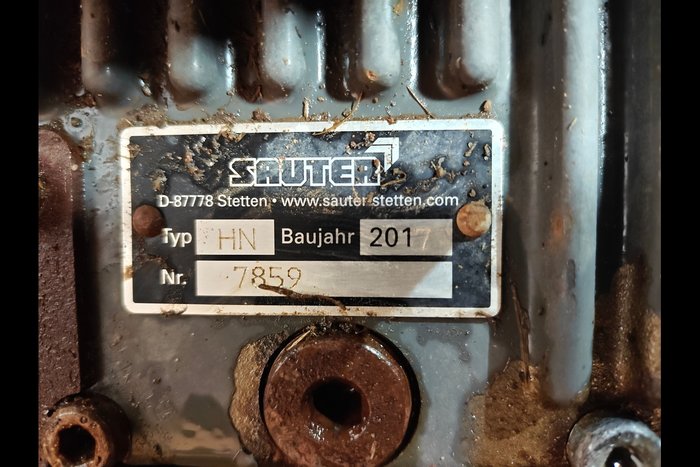 SAUTER
D-87778 Stetten • www.sauter-stetten.com
Typ HN Baujahr 2017
Nr. 7859